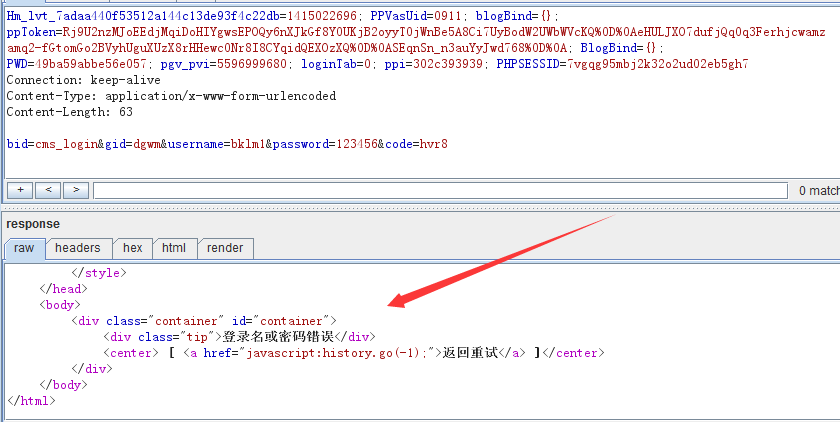 Hm_lvt_7adaa440f53512a144c13de93f4c22db=1415022696; PPVasUid=0911; blogBind={};
ppToken=Rj9U2nzMJoEEdjMqiDoHIYgwsEPOQy6nXJkGf8Y0UKjB2oyyT0jWnBe5A8Ci7UyBodW2UWbWVcKQ%0D%0AeHULJXO7dufjQq0q3Ferhjcwamz
amq2-fGtomGo2BVyhUguXUzX8rHHewc0Nr8I8CYqidQEXOzXQ%0D%0ASEqnSn_n3auYyJwd768%0D%0A; BlogBind={};
PWD=49ba59abbe56e057; pgv_pvi=5596999680; loginTab=0; ppi=302c393939; PHPSESSID=7vgqg95mbj2k32o2ud02eb5gh7
Connection: keep-alive
Content-Type: application/x-www-form-urlencoded
Content-Length: 63
bid=cms_login&gid=dgwm&username=bklm1&password=123456&code=hvr8
+ < > 0 match
response
raw headers hex html render
</style>
</head>
<body>
<div class="container" id="container">
<div class="tip">登录名或密码错误</div>
<center> [ <a href="javascript:history.go(-1);">返回重试</a> ]</center>
</div>
</body>
</html>